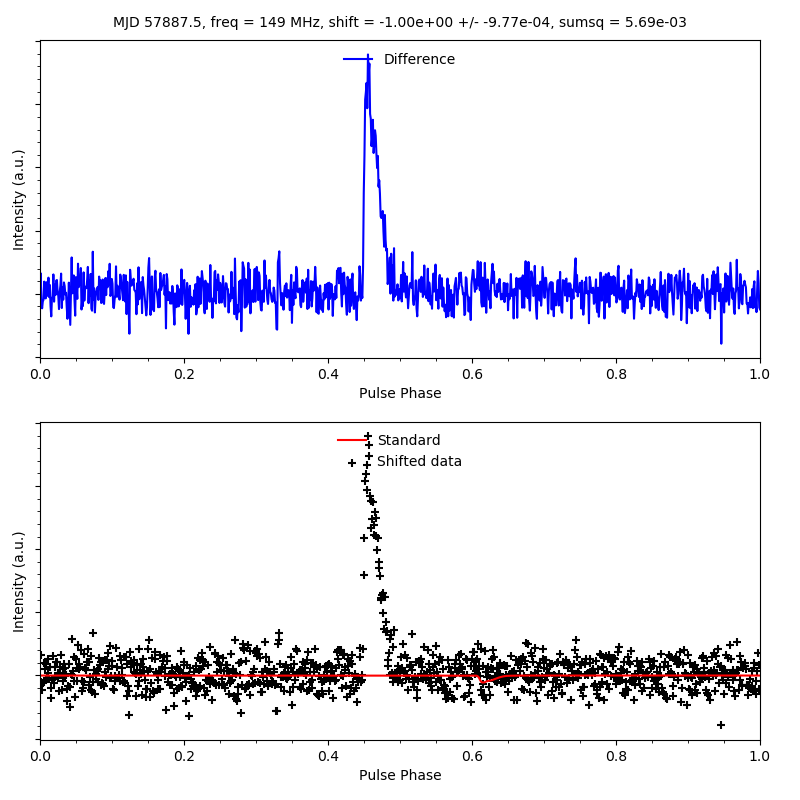 MJD 57887.5, freq = 149 MHz, shift = -1.00e+00 +/- -9.77e-04, sumsq = 5.69e-03
Difference
Intensity (a.u.)
0.0 0.2 0.4 0.6 0.8 1.0
Pulse Phase
Standard
Shifted data
Intensity (a.u.)
0.0 0.2 0.4 0.6 0.8 1.0
Pulse Phase